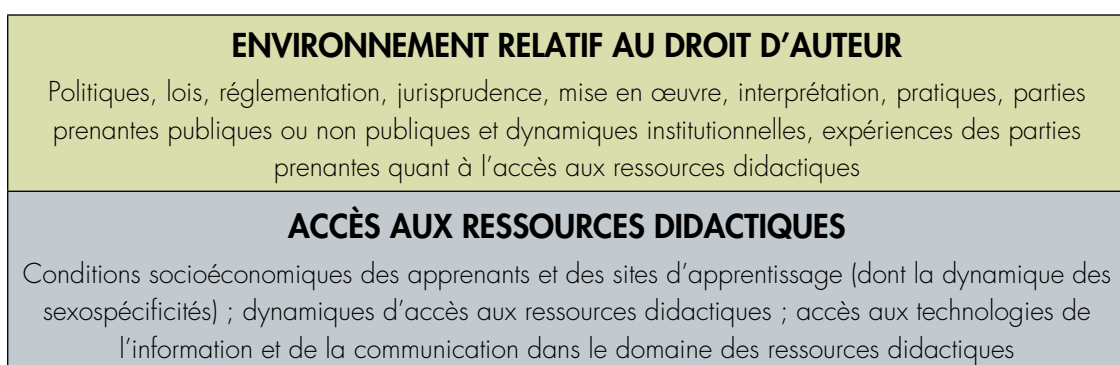 ENVIRONNEMENT RELATIF AU DROIT D'AUTEUR
Politiques, lois, réglementation, jurisprudence, mise en œuvre, interprétation, pratiques, parties
prenantes publiques ou non publiques et dynamiques institutionnelles, expériences des parties
prenantes quant à l'accès aux ressources didactiques
ACCÈS AUX RESSOURCES DIDACTIQUES
Conditions socioéconomiques des apprenants et des sites d'apprentissage (dont la dynamique des
sexospécificités) ; dynamiques d'accès aux ressources didactiques ; accès aux technologies de
l'information et de la communication dans le domaine des ressources didactiques